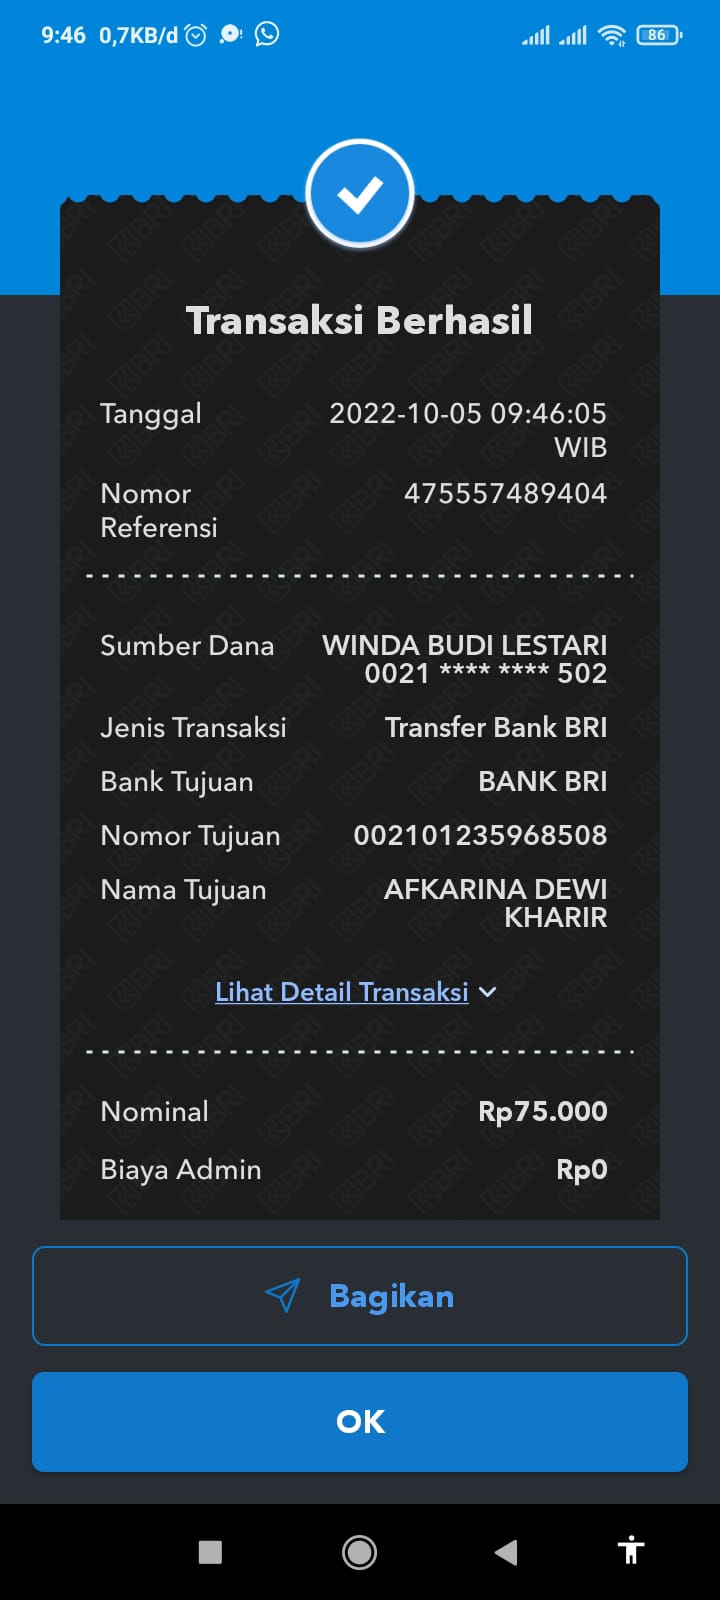 9:46 0,7KB/d 86
Transaksi Berhasil
Tanggal 2022-10-05 09:46:05
WIB
Nomor 475557489404
Referensi
Sumber Dana WINDA BUDI LESTARI
0021 **** **** 502
Jenis Transaksi Transfer Bank BRI
Bank Tujuan BANK BRI
Nomor Tujuan 002101235968508
Nama Tujuan AFKARINA DEWI
KHARIR
Lihat Detail Transaksi
Nominal Rp75.000
Biaya Admin Rp0
Bagikan
OK